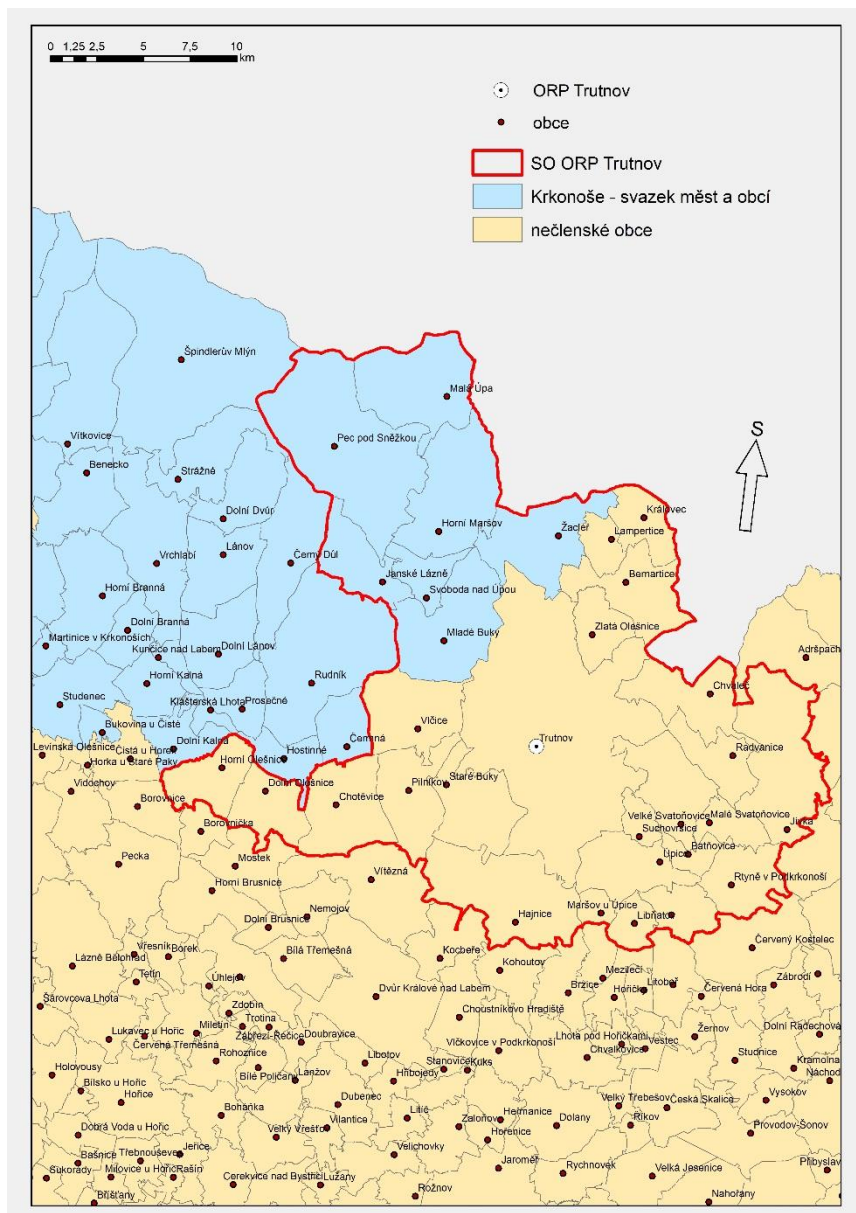 0 1,25 2,5 5 7,5 10
km
ORP Trutnov
obce
SO ORP Trutnov
Krkonoše - svazek měst a obcí
nečlenské obce
S
Špindlerův Mlýn
Malá Úpa
Vítkovice
Pec pod Sněžkou
Benecko
Strážné
Dolní Dvůr
Královec
Horní Maršov
Žacléř
Lampertice
Lánov
Vrchlabí
Černý Důl
Janské Lázně
Bernartice
Horní Branná
Svoboda nad Úpou
Dolní Branná
Zlatá Olešnice
Martinice v Krkonoších
Mladé Buky
Kunčice nad Labem
Dolní Lánov
Adršpach
Horní Kalná
Rudník
Chvaleč
Studenec
Klášterská Lhota
Prosečné
Vlčice
Bukovina u Čisté
Čermná
Trutnov
Levínská Olešnice
Čistá u Horek
Dolní Kalná
Hostinné
Radvanice
Horka u Staré Paky
Horní Olešnice
Vidochov
Dolní Olešnice
Pilníkov
Staré Buky
Borovnice
Chotěvice
Velké Svatoňovice
Malé Svatoňovice
Jívka
Borovnička
Suchovršice
Batňovice
Pecka
Mostek
Úpice
Horní Brusnice
Vítězná
Rtyně v Podkrkonoší
Nemojov
Maršov u Úpice
Dolní Brusnice
Hajnice
Libňatov
Vřesník
Borek
Bílá Třemešná
Kocbeře
Červený Kostelec
Lázně Bělohrad
Kohoutov
Tetín
Úhlejov
Mezilečí
Zábrodí
Dvůr Králové nad Labem
Brzice
Hořičky
Litoboř
Červená Hora
Šárovcova Lhota
Zdobín
Choustníkovo Hradiště
Trotina
Lukavec u Hořic
Miletín
Zábřezí-Řečice
Doubravice
Dolní Radechová
Červená Třemešná
Lhota pod Hořičkami
Žernov
Rohoznice
Vlčkovice v Podkrkonoší
Vestec
Chvalkovice
Libotov
Stanovice
Kuks
Studnice
Holovousy
Bílé Poličany
Lanžov
Hřibojedy
Kramolna
Náchod
Bílsko u Hořic
Hořice
Dubenec
Velký Třebešov
Česká Skalice
Vysokov
Boháňka
Litíč
Heřmanice
Vilantice
Zaloňov
Dolany
Říkov
Dobrá Voda u Hořic
Velký Vřešťov
Hořenice
Provodov-Šonov
Bašnice
Třebnouševes
Jeřice
Velichovky
Jaroměř
Rychnovek
Velká Jesenice
Přibyslav
Sukorady
Milovice u Hořic
Rašín
Cerekvice nad Bystřicí
Lužany
Bříšťany
Rožnov
Nahořany